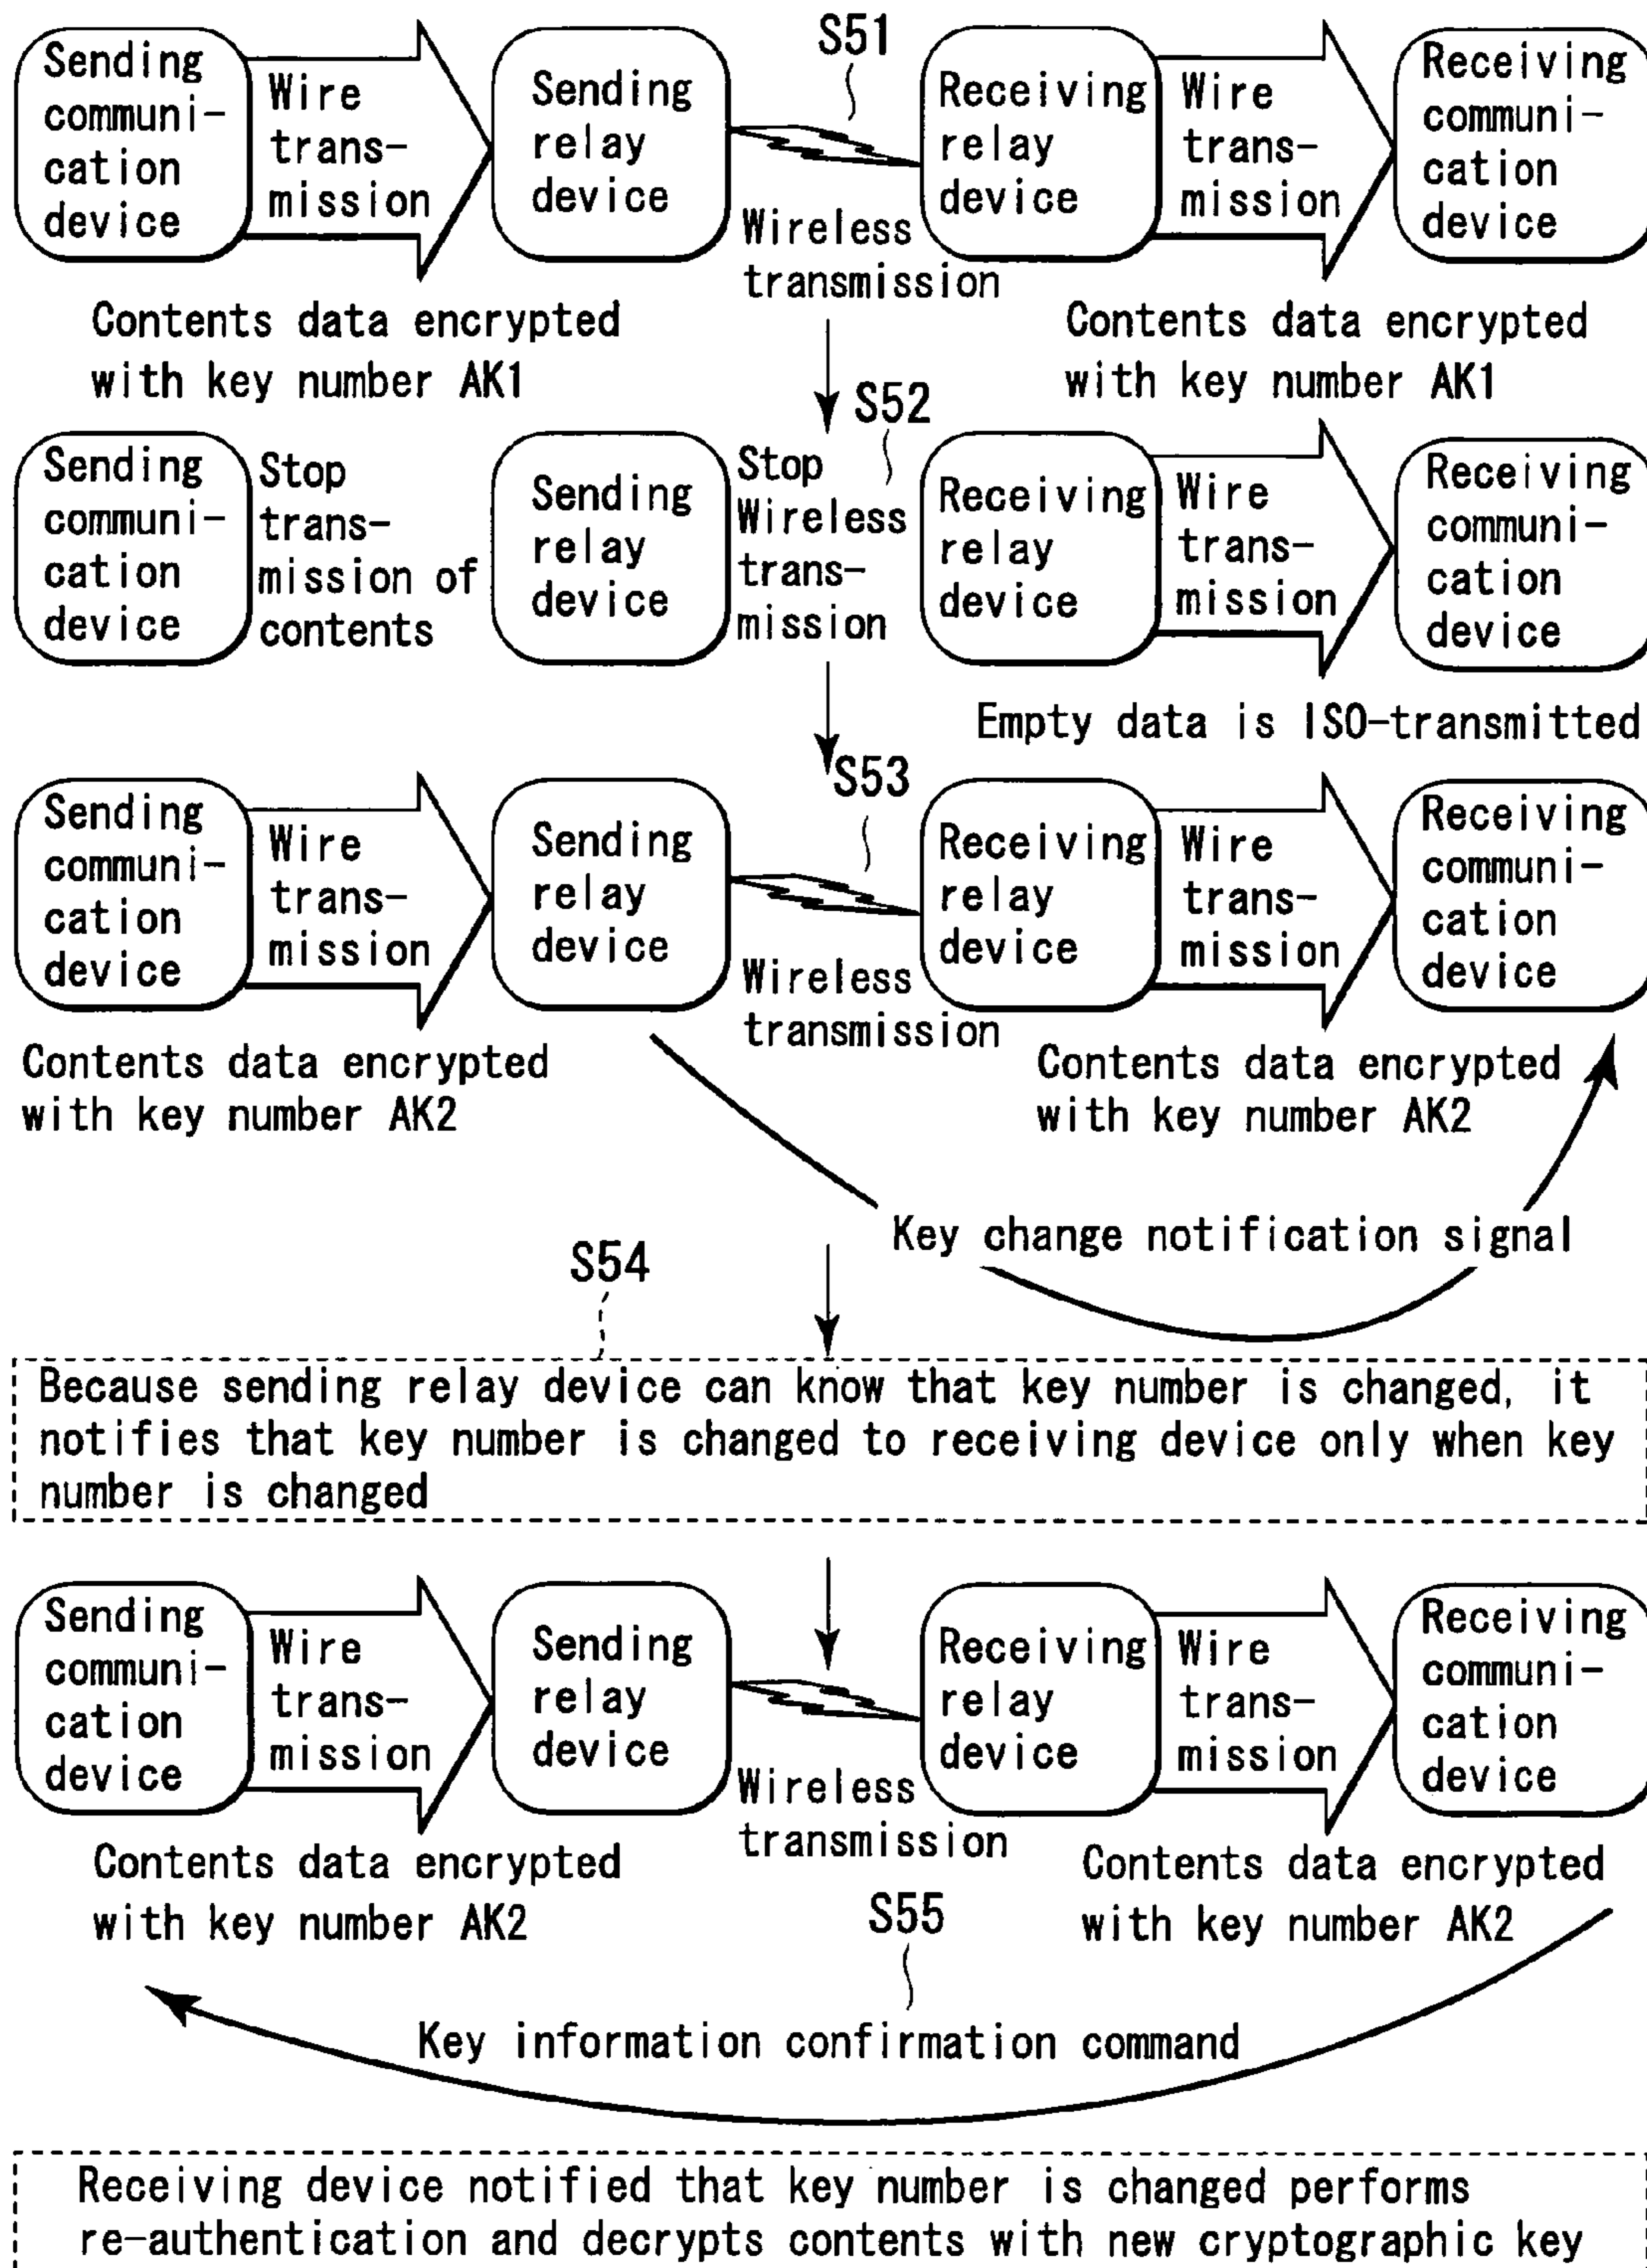 S51
Sending
communi-
cation
device
Wire
trans-
mission
Sending
relay
device
Wireless
transmission
Receiving
relay
device
Wire
trans-
mission
Receiving
communi-
cation
device
Contents data encrypted
with key number AK1
Contents data encrypted
with key number AK1
S52
Sending
communi-
cation
device
Stop
trans-
mission of
contents
Sending
relay
device
Stop
Wireless
trans-
mission
Receiving
relay
device
Wire
trans-
mission
Receiving
communi-
cation
device
Empty data is ISO-transmitted
S53
Sending
communi-
cation
device
Wire
trans-
mission
Sending
relay
device
Wireless
transmission
Receiving
relay
device
Wire
trans-
mission
Receiving
communi-
cation
device
Contents data encrypted
with key number AK2
Contents data encrypted
with key number AK2
Key change notification signal
S54
Because sending relay device can know that key number is changed, it
notifies that key number is changed to receiving device only when key
number is changed
Sending
communi-
cation
device
Wire
trans-
mission
Sending
relay
device
Wireless
transmission
Receiving
relay
device
Wire
trans-
mission
Receiving
communi-
cation
device
Contents data encrypted
with key number AK2
Contents data encrypted
with key number AK2
S55
Key information confirmation command
Receiving device notified that key number is changed performs
re-authentication and decrypts contents with new cryptographic key